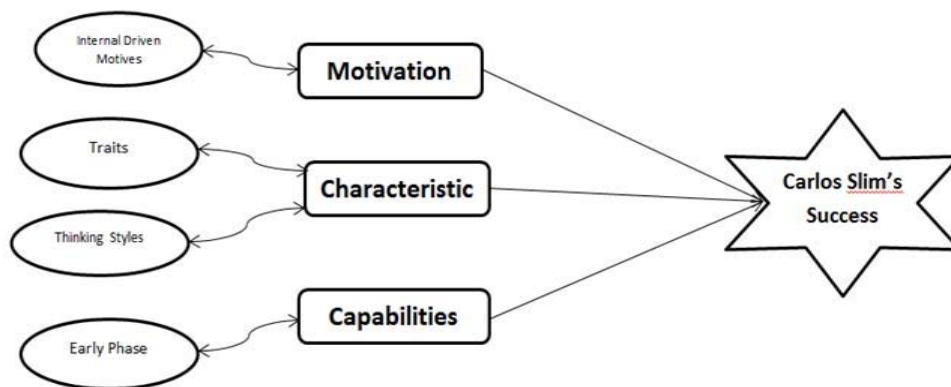 Internal Driven
Motives
Motivation
Traits
Characteristic
Thinking Styles
Capabilities
Early Phase
Carlos Slim's
Success